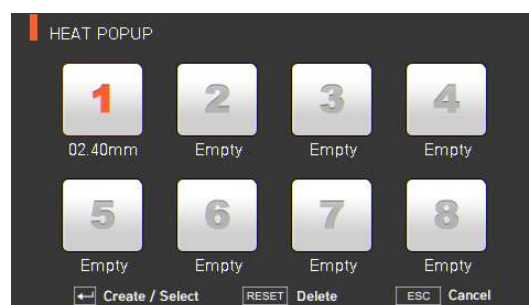 HEAT POPUP
1 2 3 4
02.40mm Empty Empty Empty
5 6 7 8
Empty Empty Empty Empty
Create / Select RESET Delete ESC Cancel